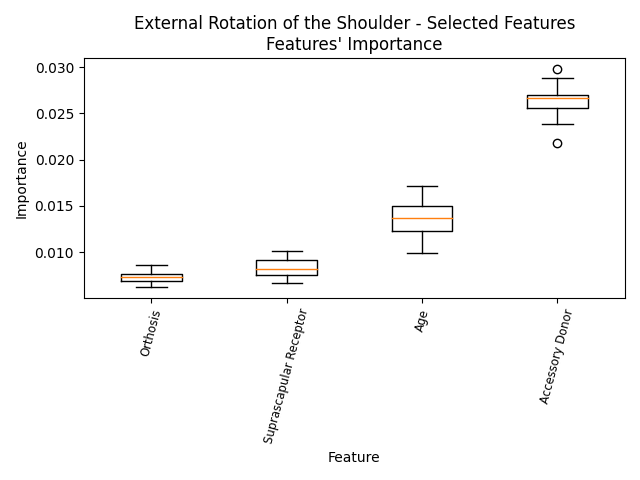 External Rotation of the Shoulder - Selected Features
Features' Importance
Importance
0.030
0.025
0.020
0.015
0.010
Orthosis
Suprascapular Receptor
Age
Accessory Donor
Feature